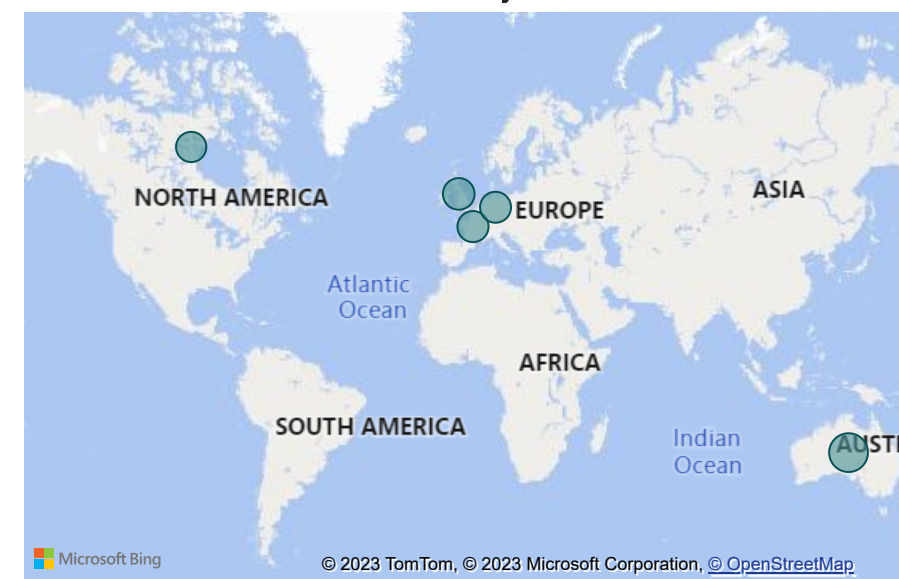 NORTH AMERICA
EUROPE
ASIA
Atlantic
Ocean
AFRICA
SOUTH AMERICA
Indian
Ocean
AUSTI
Microsoft Bing
© 2023 TomTom, © 2023 Microsoft Corporation, © OpenStreetMap